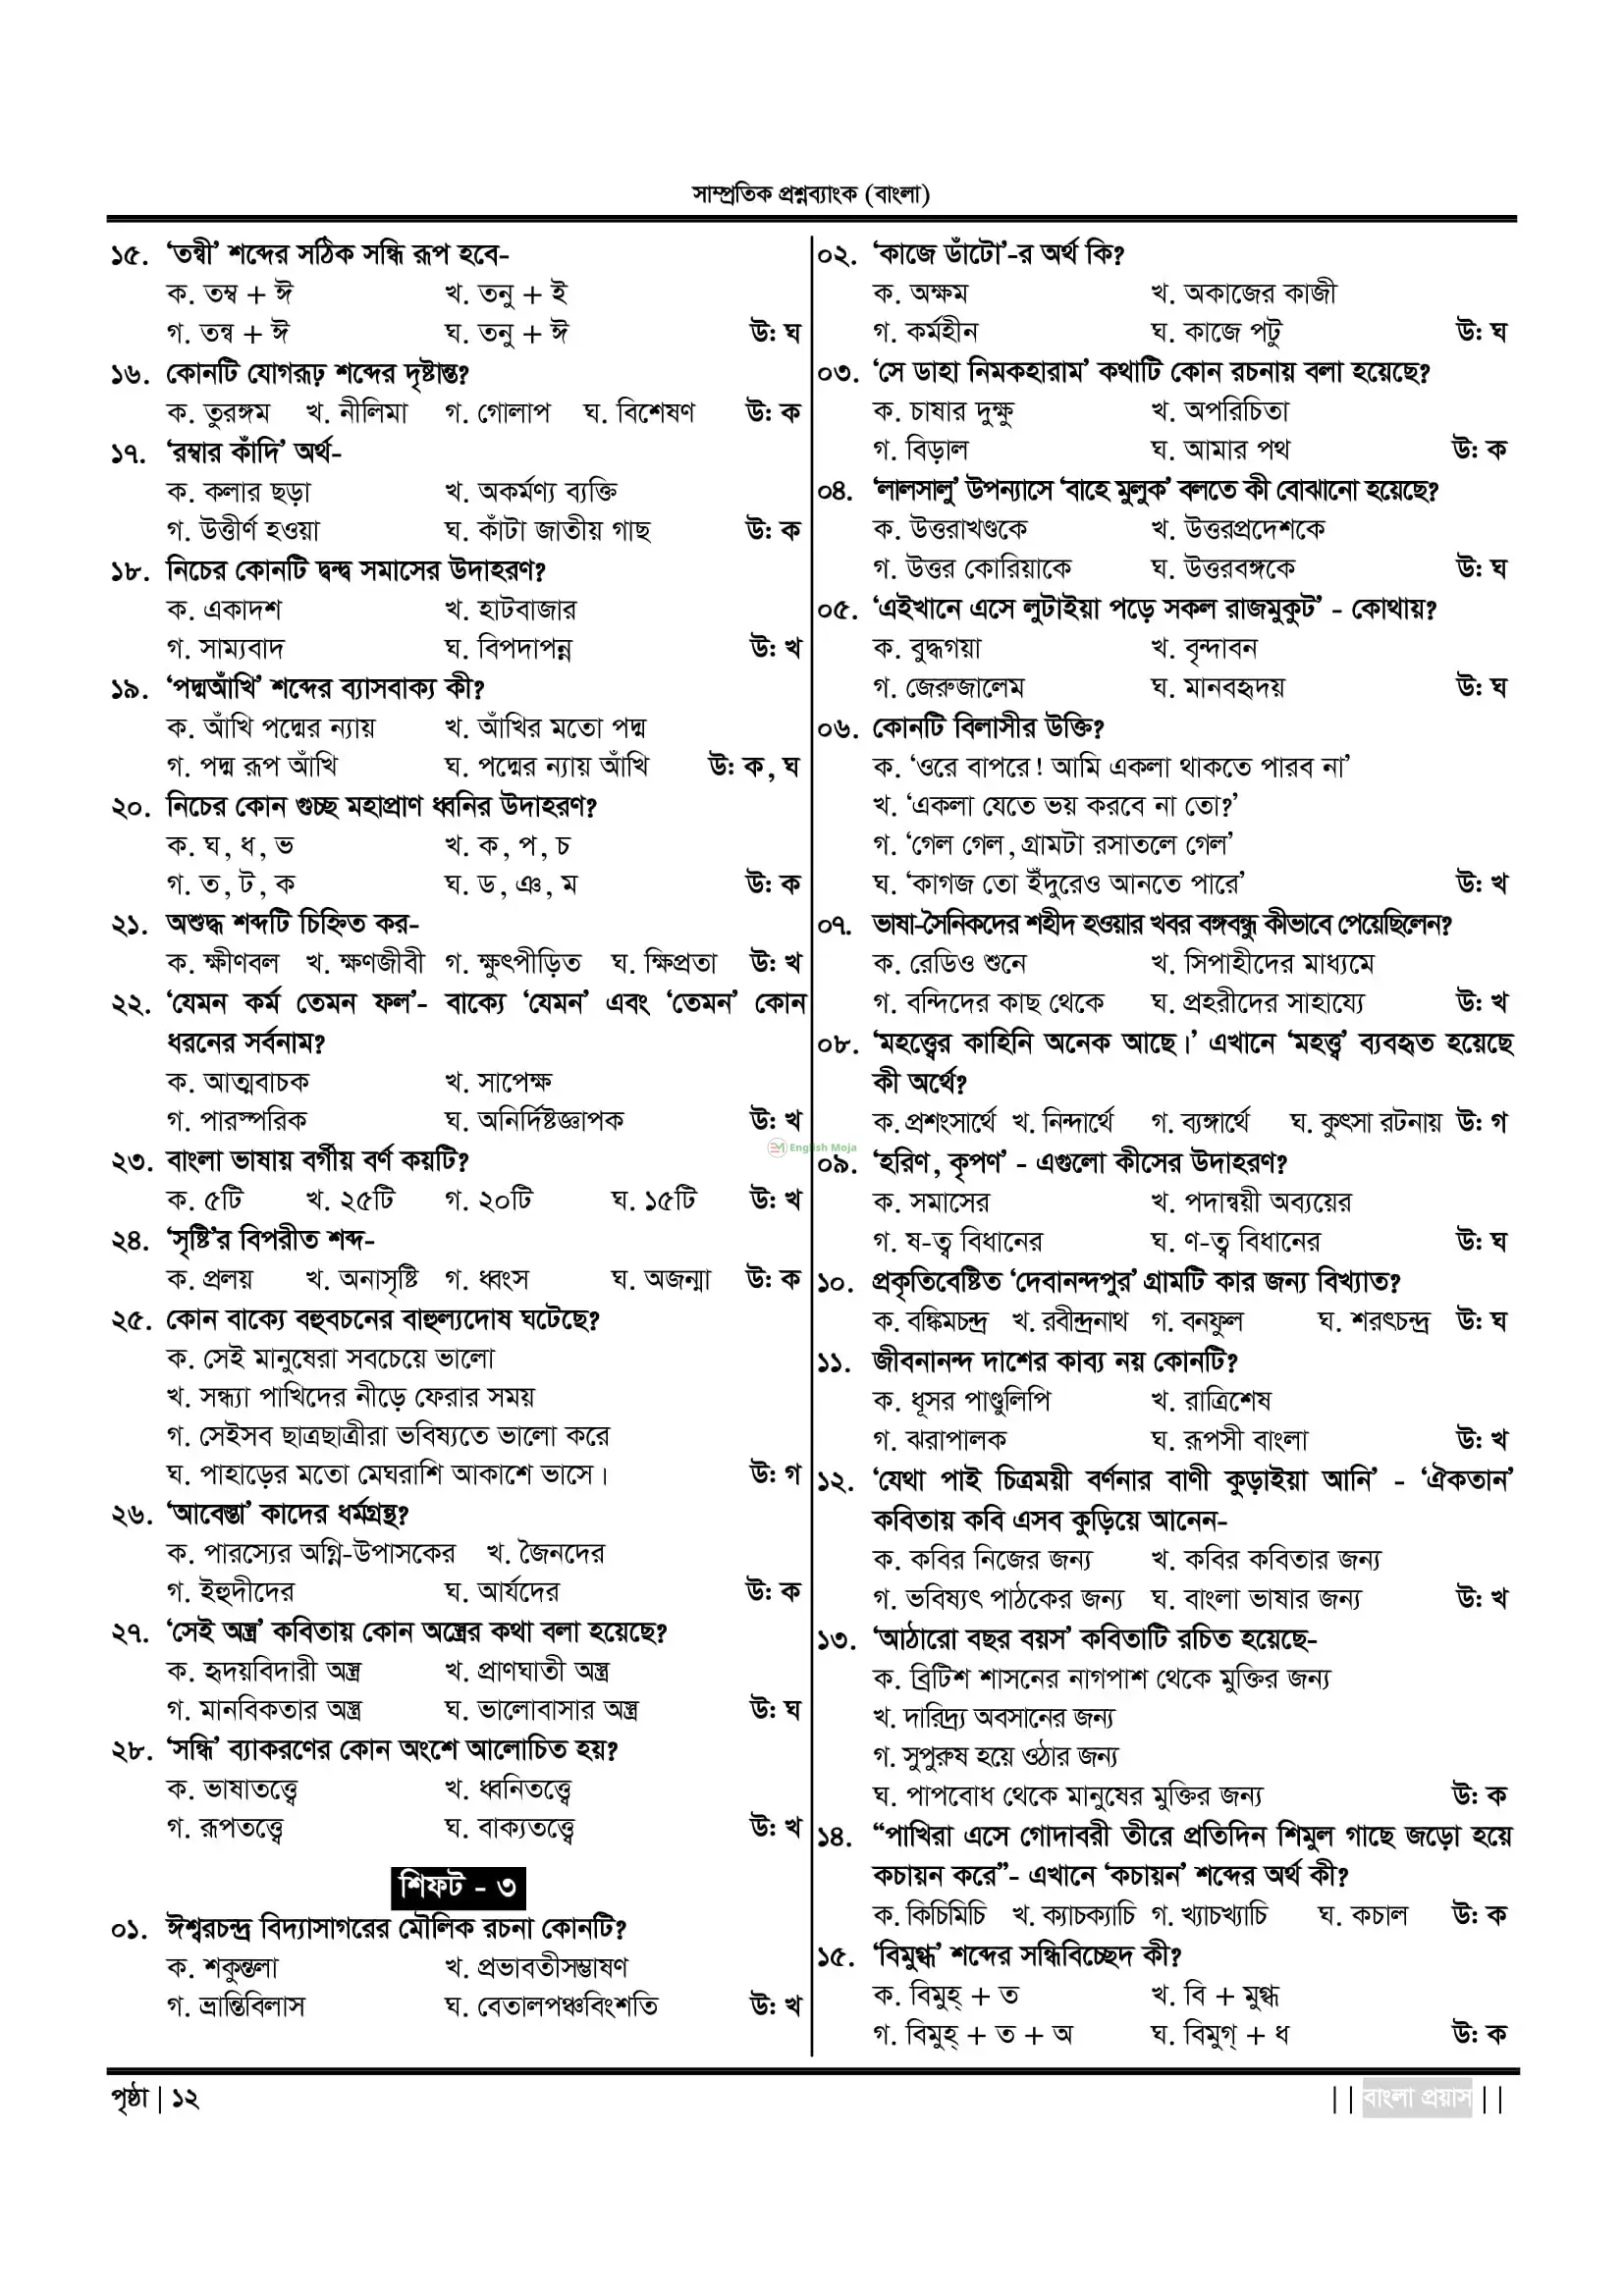 সাম্প্রতিক প্রশ্নব্যাংক (বাংলা)
১৫. ‘তন্বী’ শব্দের সঠিক সন্ধি রূপ হবে-
ক. তম্ব + ঈ খ. তনু + ই
গ. তন্ব + ঈ ঘ. তনু + ঈ উ: ঘ
১৬. কোনটি যোগরূঢ় শব্দের দৃষ্টান্ত?
ক. তুরঙ্গম খ. নীলিমা গ. গোলাপ ঘ. বিশেষণ উ: ক
১৭. ‘রম্বার কাঁদি’ অর্থ-
ক. কলার ছড়া খ. অকর্মণ্য ব্যক্তি
গ. উত্তীর্ণ হওয়া ঘ. কাঁটা জাতীয় গাছ উ: ক
১৮. নিচের কোনটি দ্বন্দ্ব সমাসের উদাহরণ?
ক. একাদশ খ. হাটবাজার
গ. সাম্যবাদ ঘ. বিপদাপন্ন উ: খ
১৯. ‘পদ্মআঁখি’ শব্দের ব্যাসবাক্য কী?
ক. আঁখি পদ্মের ন্যায় খ. আঁখির মতো পদ্ম
গ. পদ্ম রূপ আঁখি ঘ. পদ্মের ন্যায় আঁখি উ: ক, ঘ
২০. নিচের কোন গুচ্ছ মহাপ্রাণ ধ্বনির উদাহরণ?
ক. ঘ, ধ, ভ খ. ক, প, চ
গ. ত, ট, ক ঘ. ড, ঞ, ম উ: ক
২১. অশুদ্ধ শব্দটি চিহ্নিত কর-
ক. ক্ষীণবল খ. ক্ষণজীবী গ. ক্ষুৎপীড়িত ঘ. ক্ষিপ্রতা উ: খ
২২. ‘যেমন কর্ম তেমন ফল’- বাক্যে ‘যেমন’ এবং ‘তেমন’ কোন
ধরনের সর্বনাম?
ক. আত্মবাচক খ. সাপেক্ষ
গ. পারস্পরিক ঘ. অনির্দিষ্টজ্ঞাপক উ: খ
২৩. বাংলা ভাষায় বর্গীয় বর্ণ কয়টি?
ক. ৫টি খ. ২৫টি গ. ২০টি ঘ. ১৫টি উ: খ
২৪. ‘সৃষ্টি’র বিপরীত শব্দ-
ক. প্রলয় খ. অনাসৃষ্টি গ. ধ্বংস ঘ. অজন্মা উ: ক
২৫. কোন বাক্যে বহুবচনের বাহুল্যদোষ ঘটেছে?
ক. সেই মানুষেরা সবচেয়ে ভালো
খ. সন্ধ্যা পাখিদের নীড়ে ফেরার সময়
গ. সেইসব ছাত্রছাত্রীরা ভবিষ্যতে ভালো করে
ঘ. পাহাড়ের মতো মেঘরাশি আকাশে ভাসে। উ: গ
২৬. ‘আবেস্তা’ কাদের ধর্মগ্রন্থ?
ক. পারস্যের অগ্নি-উপাসকের খ. জৈনদের
গ. ইহুদীদের ঘ. আর্যদের উ: ক
২৭. ‘সেই অস্ত্র’ কবিতায় কোন অস্ত্রের কথা বলা হয়েছে?
ক. হৃদয়বিদারী অস্ত্র খ. প্রাণঘাতী অস্ত্র
গ. মানবিকতার অস্ত্র ঘ. ভালোবাসার অস্ত্র উ: ঘ
২৮. ‘সন্ধি’ ব্যাকরণের কোন অংশে আলোচিত হয়?
ক. ভাষাতত্ত্বে খ. ধ্বনিতত্ত্বে
গ. রূপতত্ত্বে ঘ. বাক্যতত্ত্বে উ: খ
শিফট - ৩
০১. ঈশ্বরচন্দ্র বিদ্যাসাগরের মৌলিক রচনা কোনটি?
ক. শকুন্তলা খ. প্রভাবতীসম্ভাষণ
গ. ভ্রান্তিবিলাস ঘ. বেতালপঞ্চবিংশতি উ: খ
০২. ‘কাজে ডাঁটো’-র অর্থ কি?
ক. অক্ষম খ. অকাজের কাজী
গ. কর্মহীন ঘ. কাজে পটু উ: ঘ
০৩. ‘সে ডাহা নিমকহারাম’ কথাটি কোন রচনায় বলা হয়েছে?
ক. চাষার দুক্ষু খ. অপরিচিতা
গ. বিড়াল ঘ. আমার পথ উ: ক
০৪. ‘লালসালু’ উপন্যাসে ‘বাহে মুলুক’ বলতে কী বোঝানো হয়েছে?
ক. উত্তরাখণ্ডকে খ. উত্তরপ্রদেশকে
গ. উত্তর কোরিয়াকে ঘ. উত্তরবঙ্গকে উ: ঘ
০৫. ‘এইখানে এসে লুটাইয়া পড়ে সকল রাজমুকুট’ - কোথায়?
ক. বুদ্ধগয়া খ. বৃন্দাবন
গ. জেরুজালেম ঘ. মানবহৃদয় উ: ঘ
০৬. কোনটি বিলাসীর উক্তি?
ক. ‘ওরে বাপরে! আমি একলা থাকতে পারব না’
খ. ‘একলা যেতে ভয় করবে না তো?’
গ. ‘গেল গেল, গ্রামটা রসাতলে গেল’
ঘ. ‘কাগজ তো ইঁদুরেও আনতে পারে’ উ: খ
০৭. ভাষা-সৈনিকদের শহীদ হওয়ার খবর বঙ্গবন্ধু কীভাবে পেয়েছিলেন?
ক. রেডিও শুনে খ. সিপাহীদের মাধ্যমে
গ. বন্দিদের কাছ থেকে ঘ. প্রহরীদের সাহায্যে উ: খ
০৮. ‘মহত্ত্বের কাহিনি অনেক আছে।’ এখানে ‘মহত্ত্ব’ ব্যবহৃত হয়েছে
কী অর্থে?
ক. প্রশংসার্থে খ. নিন্দার্থে গ. ব্যঙ্গার্থে ঘ. কুৎসা রটনায় উ: গ
০৯. ‘হরিণ, কৃপণ’ - এগুলো কীসের উদাহরণ?
ক. সমাসের খ. পদান্বয়ী অব্যয়ের
গ. ষ-ত্ব বিধানের ঘ. ণ-ত্ব বিধানের উ: ঘ
১০. প্রকৃতিবেষ্টিত ‘দেবানন্দপুর’ গ্রামটি কার জন্য বিখ্যাত?
ক. বঙ্কিমচন্দ্র খ. রবীন্দ্রনাথ গ. বনফুল ঘ. শরৎচন্দ্র উ: ঘ
১১. জীবনানন্দ দাশের কাব্য নয় কোনটি?
ক. ধূসর পাণ্ডুলিপি খ. রাত্রিশেষ
গ. ঝরাপালক ঘ. রূপসী বাংলা উ: খ
১২. ‘যেথা পাই চিত্রময়ী বর্ণনার বাণী কুড়াইয়া আনি’ - ‘ঐকতান’
কবিতায় কবি এসব কুড়িয়ে আনেন-
ক. কবির নিজের জন্য খ. কবির কবিতার জন্য
গ. ভবিষ্যৎ পাঠকের জন্য ঘ. বাংলা ভাষার জন্য উ: খ
১৩. ‘আঠারো বছর বয়স’ কবিতাটি রচিত হয়েছে-
ক. ব্রিটিশ শাসনের নাগপাশ থেকে মুক্তির জন্য
খ. দারিদ্র্য অবসানের জন্য
গ. সুপুরুষ হয়ে ওঠার জন্য
ঘ. পাপবোধ থেকে মানুষের মুক্তির জন্য উ: ক
১৪. “পাখিরা এসে গোদাবরী তীরে প্রতিদিন শিমুল গাছে জড়ো হয়ে
কচায়ন করে”- এখানে ‘কচায়ন’ শব্দের অর্থ কী?
ক. কিচিমিচি খ. ক্যাচক্যাচি গ. খ্যাচখ্যাচি ঘ. কচাল উ: ক
১৫. ‘বিমুগ্ধ’ শব্দের সন্ধিবিচ্ছেদ কী?
ক. বিমুহ্ + ত খ. বি + মুগ্ধ
গ. বিমুহ্ + ত + অ ঘ. বিমুগ্ + ধ উ: ক
English Moja
পৃষ্ঠা | ১২ || বাংলা প্রয়াস ||